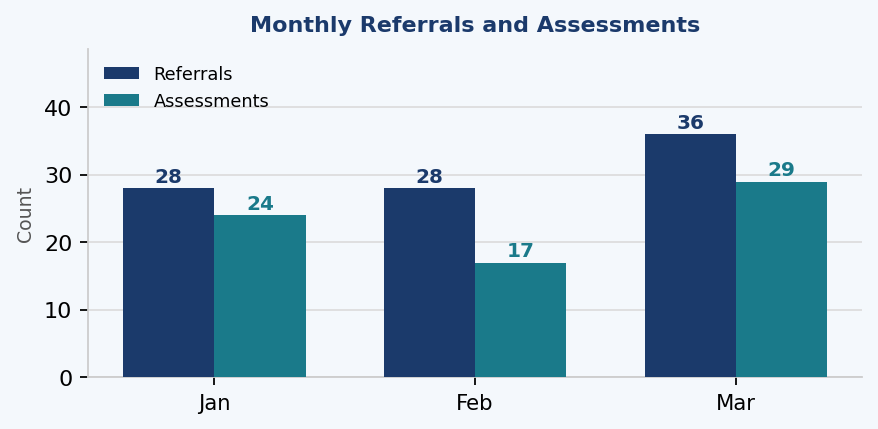 Monthly Referrals and Assessments
Referrals
Assessments
Count
40
30
20
10
0
28
24
28
17
36
29
Jan
Feb
Mar